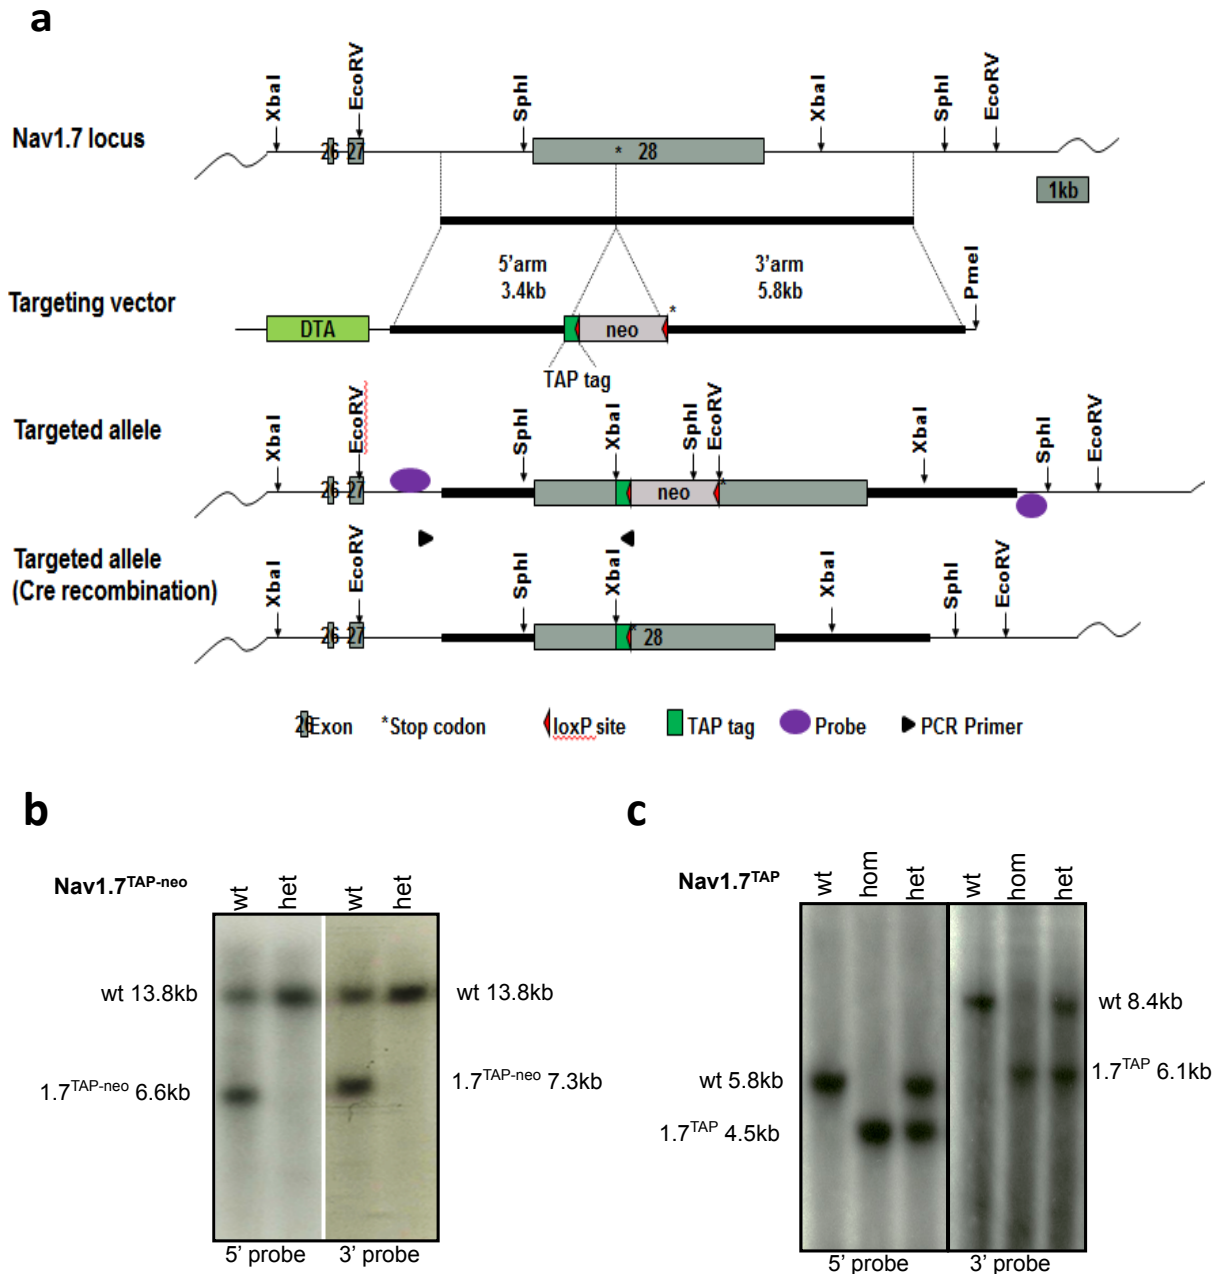 a
XbaI
EcoRV
SphI
XbaI
SphI
EcoRV
Nav1.7 locus
26
27
* 28
1kb
5'arm
3.4kb
3'arm
5.8kb
PmeI
Targeting vector
DTA
neo
*
TAP tag
Targeted allele
XbaI
EcoRV
SphI
XbaI
SphI
EcoRV
XbaI
SphI
EcoRV
26
27
neo
*
Targeted allele
(Cre recombination)
XbaI
EcoRV
SphI
XbaI
XbaI
SphI
EcoRV
26
27
*
28
26
Exon
*Stop codon
loxP site
TAP tag
Probe
PCR Primer
b
Nav1.7TAP-neo
wt
het
wt
het
wt 13.8kb
wt 13.8kb
1.7TAP-neo 6.6kb
1.7TAP-neo 7.3kb
5' probe
3' probe
c
Nav1.7TAP
wt
hom
het
wt
hom
het
wt 8.4kb
wt 5.8kb
1.7TAP 6.1kb
1.7TAP 4.5kb
5' probe
3' probe